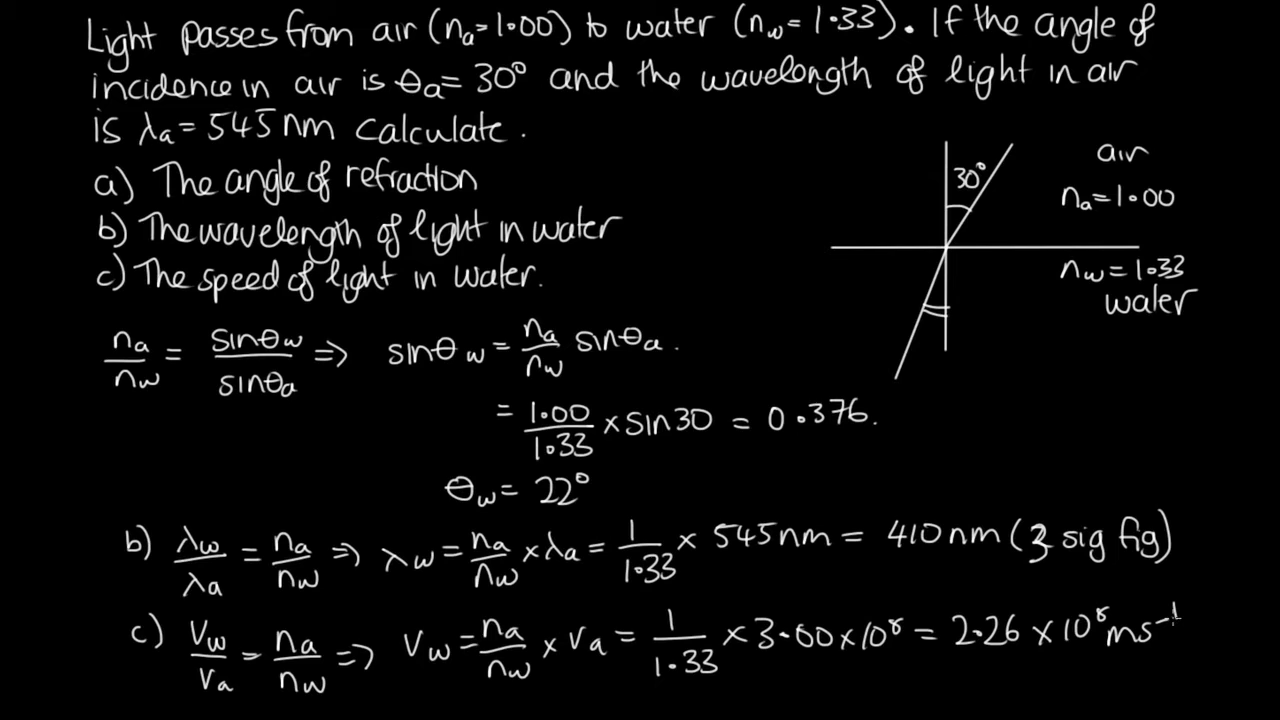 Light passes from air (na=1.00) to water (nw=1.33). If the angle of
incidence in air is θa=30° and the wavelength of light in air
is λa=545nm calculate.
a) The angle of refraction
b) The wavelength of light in water
c) The speed of light in water.
30°
air
na=1.00
nw=1.33
water
na/nw = sinθw/sinθa => sinθw = na/nw sinθa.
= 1.00/1.33 × sin30 = 0.376.
θw = 22°
b) λw/λa = na/nw => λw = na/nw × λa = 1/1.33 × 545nm = 410nm (3 sig fig)
c) Vw/Va = na/nw => Vw = na/nw × Va = 1/1.33 × 3.00×10⁸ = 2.26 ×10⁸ms⁻¹